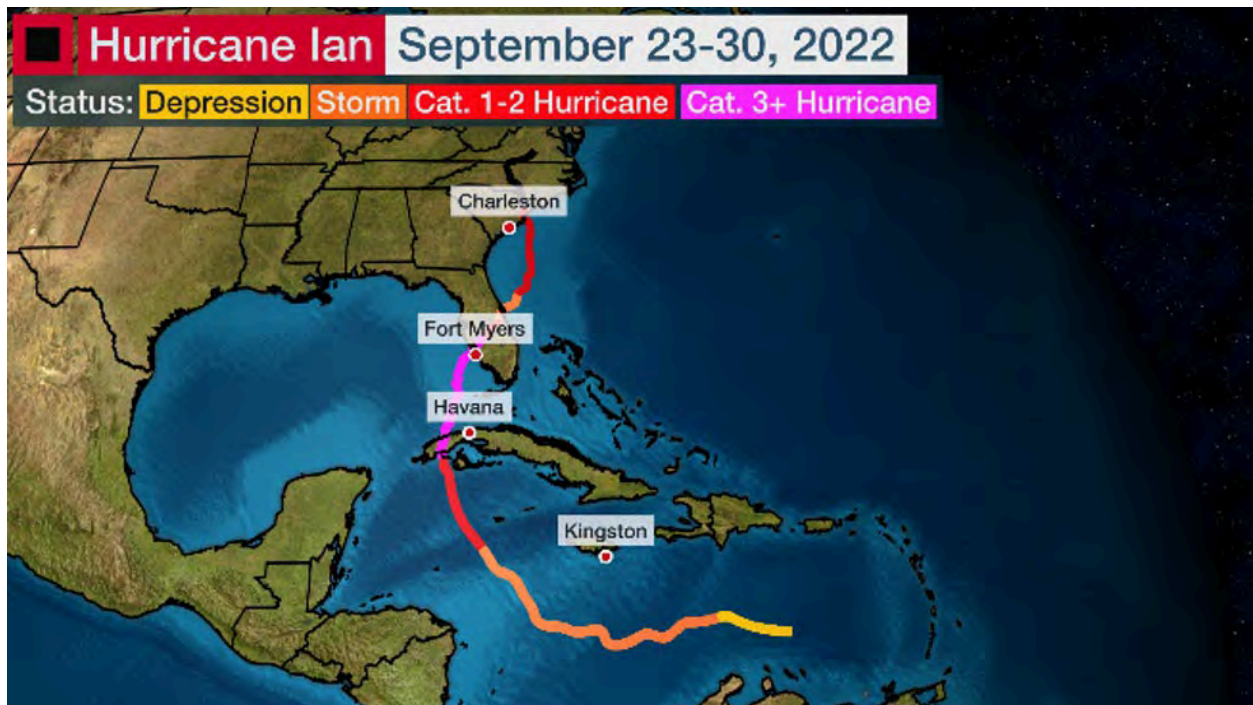 Hurricane Ian September 23-30, 2022
Status: Depression Storm Cat. 1-2 Hurricane Cat. 3+ Hurricane
Charleston
Fort Myers
Havana
Kingston